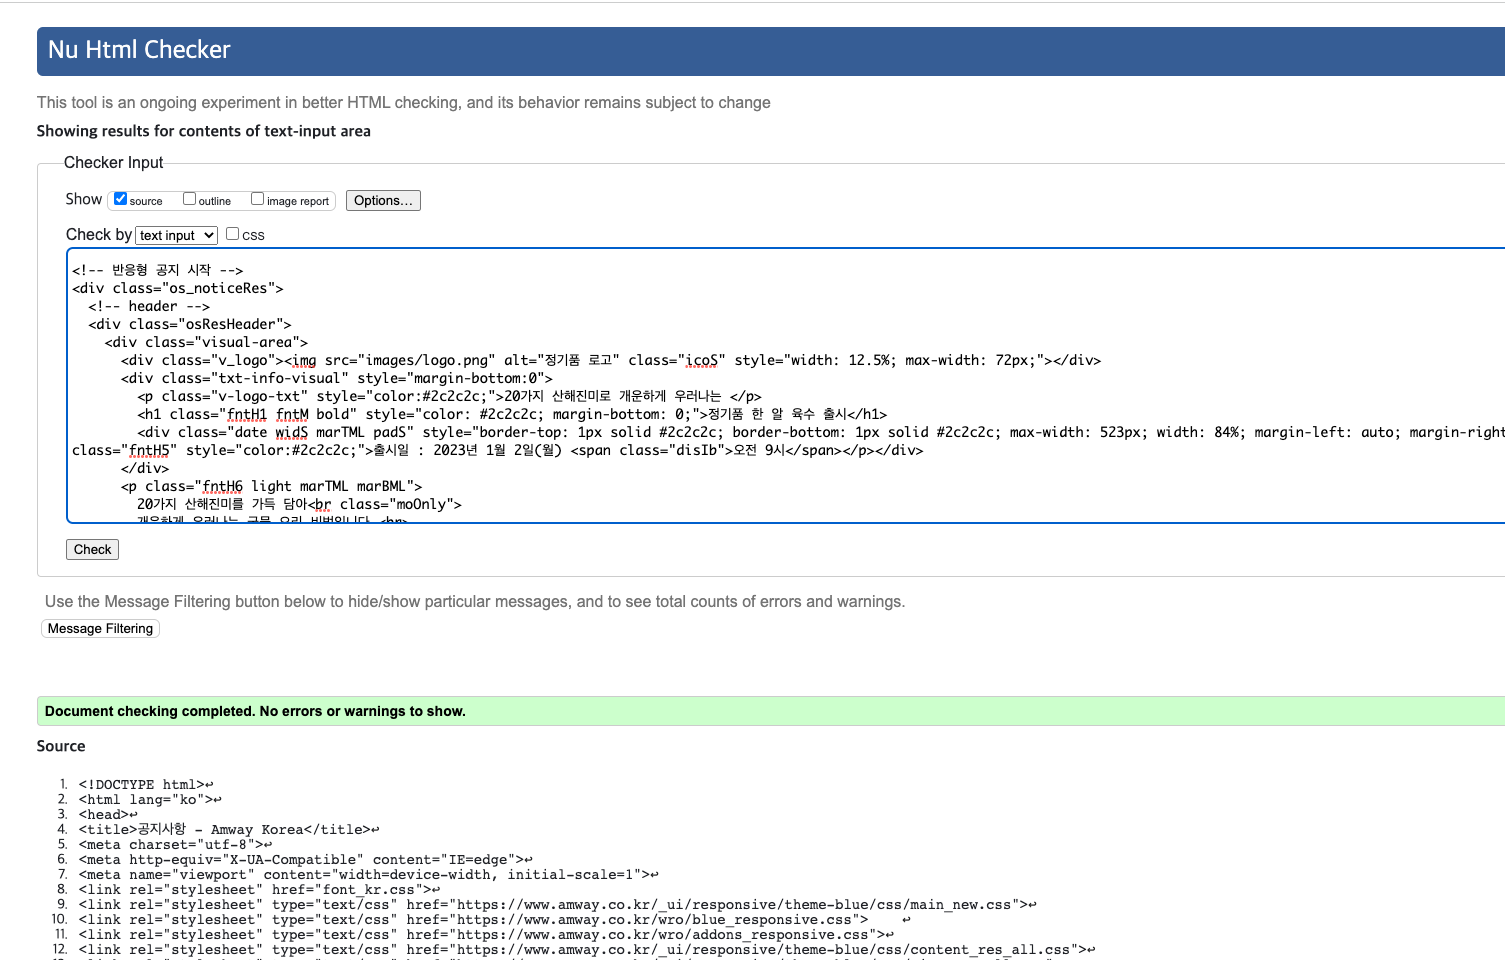 Nu Html Checker
This tool is an ongoing experiment in better HTML checking, and its behavior remains subject to change
Showing results for contents of text-input area
Checker Input
Show source outline image report Options...
Check by text input CSS
<!-- 반응형 공지 시작 -->
<div class="os_noticeRes">
<!-- header -->
<div class="osResHeader">
<div class="visual-area">
<div class="v_logo"><img src="images/logo.png" alt="정기품 로고" class="icoS" style="width: 12.5%; max-width: 72px;"></div>
<div class="txt-info-visual" style="margin-bottom:0">
<p class="v-logo-txt" style="color:#2c2c2c;">20가지 산해진미로 개운하게 우러나는 </p>
<h1 class="fntH1 fntM bold" style="color: #2c2c2c; margin-bottom: 0;">정기품 한 알 육수 출시</h1>
<div class="date widS marTML padS" style="border-top: 1px solid #2c2c2c; border-bottom: 1px solid #2c2c2c; max-width: 523px; width: 84%; margin-left: auto; margin-right
class="fntH5" style="color:#2c2c2c;">출시일 : 2023년 1월 2일(월) <span class="disIb">오전 9시</span></p></div>
</div>
<p class="fntH6 light marTML marBML">
20가지 산해진미를 가득 담아<br class="moOnly">
개운하게 우러나는 국물 요리 비법입니다.<br>
Check
Use the Message Filtering button below to hide/show particular messages, and to see total counts of errors and warnings.
Message Filtering
Document checking completed. No errors or warnings to show.
Source
1. <!DOCTYPE html>↩
2. <html lang="ko">↩
3. <head>↩
4. <title>공지사항 - Amway Korea</title>↩
5. <meta charset="utf-8">↩
6. <meta http-equiv="X-UA-Compatible" content="IE=edge">↩
7. <meta name="viewport" content="width=device-width, initial-scale=1">↩
8. <link rel="stylesheet" href="font_kr.css">↩
9. <link rel="stylesheet" type="text/css" href="https://www.amway.co.kr/_ui/responsive/theme-blue/css/main_new.css">↩
10. <link rel="stylesheet" type="text/css" href="https://www.amway.co.kr/wro/blue_responsive.css"> ↩
11. <link rel="stylesheet" type="text/css" href="https://www.amway.co.kr/wro/addons_responsive.css">↩
12. <link rel="stylesheet" type="text/css" href="https://www.amway.co.kr/_ui/responsive/theme-blue/css/content_res_all.css">↩